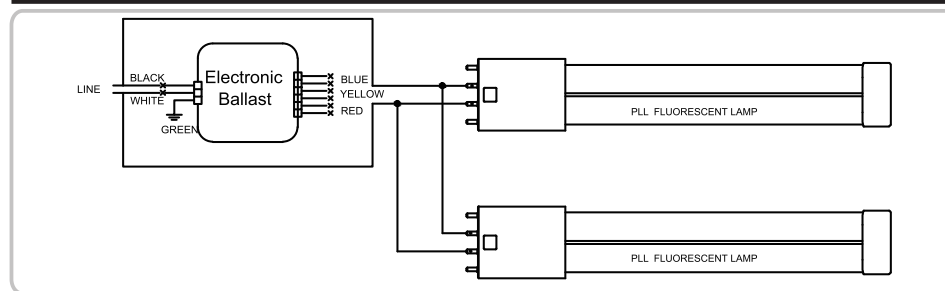 LINE
BLACK
WHITE
GREEN
Electronic
Ballast
BLUE
YELLOW
RED
PLL FLUORESCENT LAMP
PLL FLUORESCENT LAMP